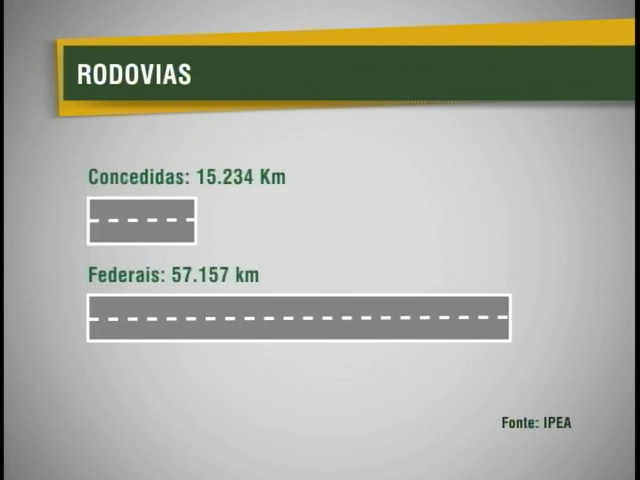 RODOVIAS
Concedidas: 15.234 Km
Federais: 57.157 km
Fonte: IPEA